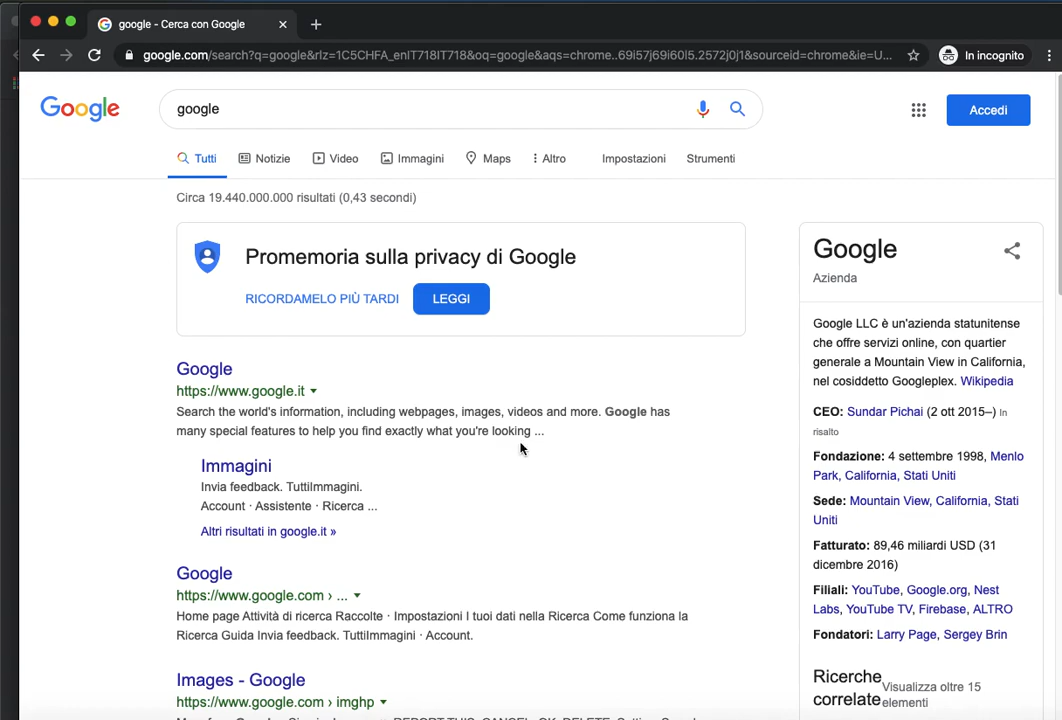 google - Cerca con Google
google.com/search?q=google&rlz=1C5CHFA_enIT718IT718&oq=google&aqs=chrome..69i57j69i60l5.2572j0j1&sourceid=chrome&ie=U...
In incognito
Google
google
Accedi
Tutti
Notizie
Video
Immagini
Maps
Altro
Impostazioni
Strumenti
Circa 19.440.000.000 risultati (0,43 secondi)
Promemoria sulla privacy di Google
RICORDAMELO PIÙ TARDI
LEGGI
Google
https://www.google.it
Search the world's information, including webpages, images, videos and more. Google has
many special features to help you find exactly what you're looking ...
Immagini
Invia feedback. TuttiImmagini.
Account · Assistente · Ricerca ...
Altri risultati in google.it »
Google
https://www.google.com › ...
Home page Attività di ricerca Raccolte · Impostazioni I tuoi dati nella Ricerca Come funziona la
Ricerca Guida Invia feedback. TuttiImmagini · Account.
Images - Google
https://www.google.com › imghp
Google
Azienda
Google LLC è un'azienda statunitense
che offre servizi online, con quartier
generale a Mountain View in California,
nel cosiddetto Googleplex. Wikipedia
CEO: Sundar Pichai (2 ott 2015–) In
risalto
Fondazione: 4 settembre 1998, Menlo
Park, California, Stati Uniti
Sede: Mountain View, California, Stati
Uniti
Fatturato: 89,46 miliardi USD (31
dicembre 2016)
Filiali: YouTube, Google.org, Nest
Labs, YouTube TV, Firebase, ALTRO
Fondatori: Larry Page, Sergey Brin
Ricerche
correlate
Visualizza oltre 15
elementi